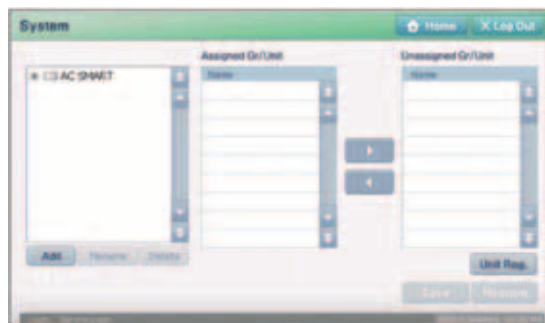 System
Home
X Log Out
Assigned Gr/Unit
Unassigned Gr/Unit
Name
Name
AC SMART
Add
Rename
Delete
Unit Reg.
Save